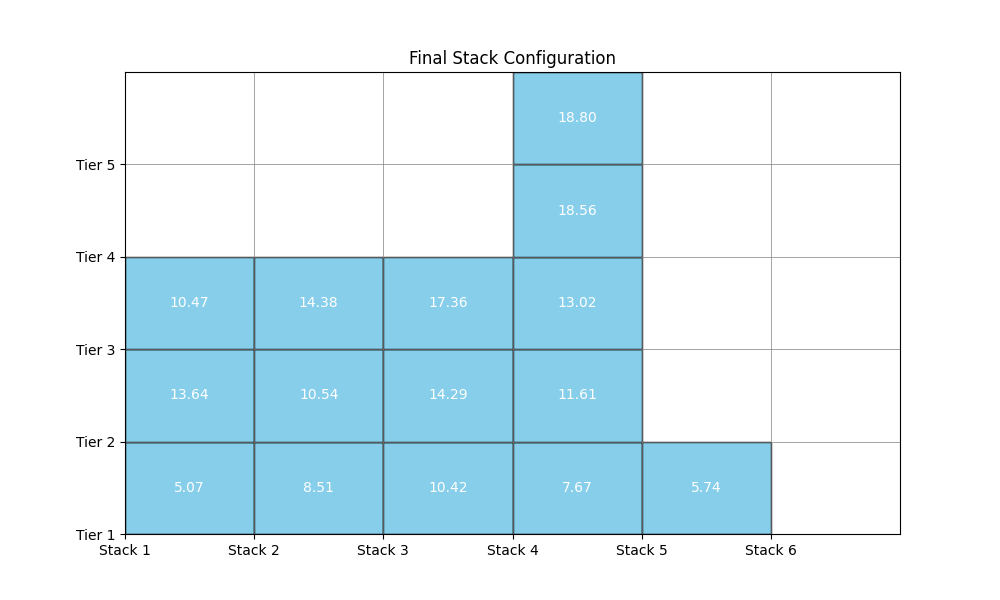 Final Stack Configuration
18.80
Tier 5
18.56
Tier 4
10.47 14.38 17.36 13.02
Tier 3
13.64 10.54 14.29 11.61
Tier 2
5.07 8.51 10.42 7.67 5.74
Tier 1
Stack 1 Stack 2 Stack 3 Stack 4 Stack 5 Stack 6